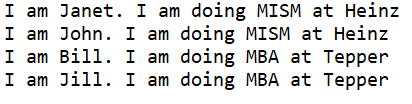 I am Janet. I am doing MISM at Heinz
I am John. I am doing MISM at Heinz
I am Bill. I am doing MBA at Tepper
I am Jill. I am doing MBA at Tepper